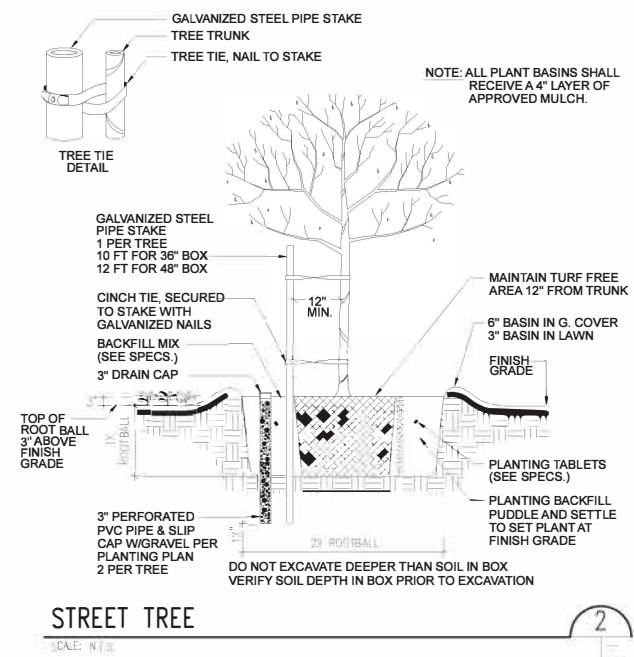 GALVANIZED STEEL PIPE STAKE
TREE TRUNK
TREE TIE, NAIL TO STAKE
TREE TIE
DETAIL
NOTE: ALL PLANT BASINS SHALL
RECEIVE A 4" LAYER OF
APPROVED MULCH.
GALVANIZED STEEL
PIPE STAKE
1 PER TREE
10 FT FOR 36" BOX
12 FT FOR 48" BOX
CINCH TIE, SECURED
TO STAKE WITH
GALVANIZED NAILS
BACKFILL MIX
(SEE SPECS.)
3" DRAIN CAP
12"
MIN.
MAINTAIN TURF FREE
AREA 12" FROM TRUNK
6" BASIN IN G. COVER
3" BASIN IN LAWN
FINISH
GRADE
3"
TOP OF
ROOT BALL
3" ABOVE
FINISH
GRADE
1X
ROOTBALL
PLANTING TABLETS
(SEE SPECS.)
PLANTING BACKFILL
PUDDLE AND SETTLE
TO SET PLANT AT
FINISH GRADE
3" PERFORATED
PVC PIPE & SLIP
CAP W/GRAVEL PER
PLANTING PLAN
2 PER TREE
12"
2X ROOTBALL
DO NOT EXCAVATE DEEPER THAN SOIL IN BOX
VERIFY SOIL DEPTH IN BOX PRIOR TO EXCAVATION
STREET TREE
2
SCALE: